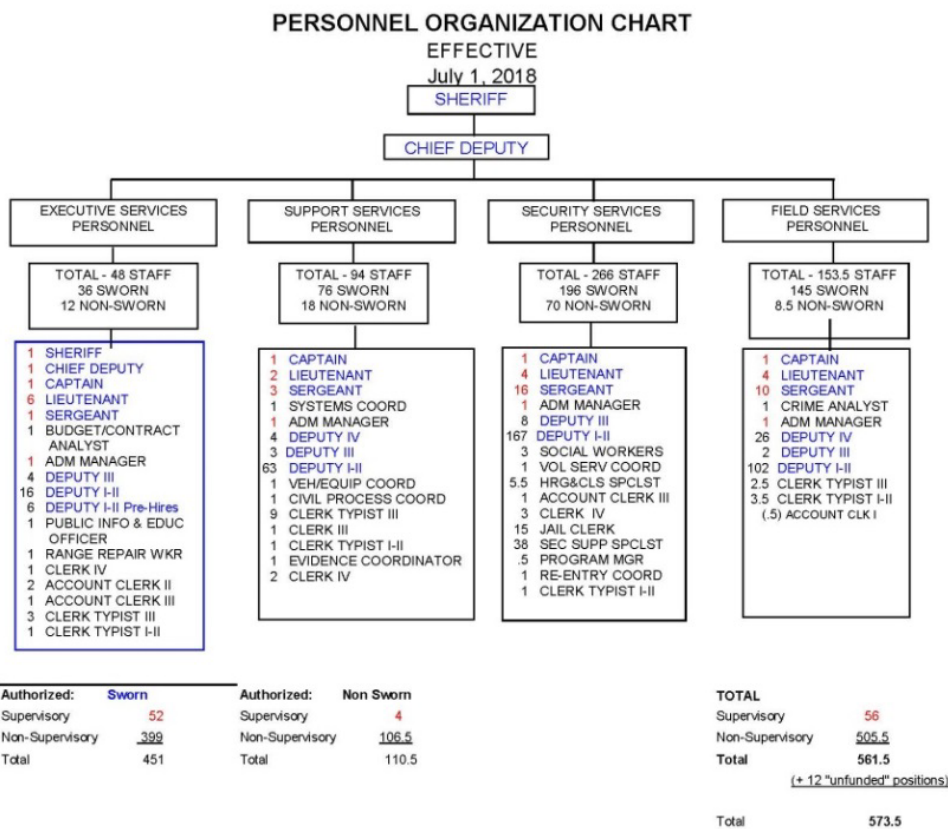 PERSONNEL ORGANIZATION CHART
EFFECTIVE
July 1, 2018
SHERIFF
CHIEF DEPUTY
EXECUTIVE SERVICES
PERSONNEL
TOTAL - 48 STAFF
36 SWORN
12 NON-SWORN
1 SHERIFF
1 CHIEF DEPUTY
1 CAPTAIN
6 LIEUTENANT
1 SERGEANT
1 BUDGET/CONTRACT
ANALYST
1 ADM MANAGER
4 DEPUTY III
16 DEPUTY I-II
6 DEPUTY I-II Pre-Hires
1 PUBLIC INFO & EDUC
OFFICER
1 RANGE REPAIR WKR
1 CLERK IV
2 ACCOUNT CLERK II
1 ACCOUNT CLERK III
3 CLERK TYPIST III
1 CLERK TYPIST I-II
SUPPORT SERVICES
PERSONNEL
TOTAL - 94 STAFF
76 SWORN
18 NON-SWORN
1 CAPTAIN
2 LIEUTENANT
3 SERGEANT
1 SYSTEMS COORD
1 ADM MANAGER
4 DEPUTY IV
3 DEPUTY III
63 DEPUTY I-II
1 VEH/EQUIP COORD
1 CIVIL PROCESS COORD
9 CLERK TYPIST III
1 CLERK III
1 CLERK TYPIST I-II
1 EVIDENCE COORDINATOR
2 CLERK IV
SECURITY SERVICES
PERSONNEL
TOTAL - 266 STAFF
196 SWORN
70 NON-SWORN
1 CAPTAIN
4 LIEUTENANT
16 SERGEANT
1 ADM MANAGER
8 DEPUTY III
167 DEPUTY I-II
3 SOCIAL WORKERS
1 VOL SERV COORD
5.5 HRG&CLS SPCLST
1 ACCOUNT CLERK III
3 CLERK IV
15 JAIL CLERK
38 SEC SUPP SPCLST
.5 PROGRAM MGR
1 RE-ENTRY COORD
1 CLERK TYPIST I-II
FIELD SERVICES
PERSONNEL
TOTAL - 153.5 STAFF
145 SWORN
8.5 NON-SWORN
1 CAPTAIN
4 LIEUTENANT
10 SERGEANT
1 CRIME ANALYST
1 ADM MANAGER
26 DEPUTY IV
2 DEPUTY III
102 DEPUTY I-II
2.5 CLERK TYPIST III
3.5 CLERK TYPIST I-II
(.5) ACCOUNT CLK I
Authorized: Sworn
Supervisory 52
Non-Supervisory 399
Total 451
Authorized: Non Sworn
Supervisory 4
Non-Supervisory 106.5
Total 110.5
TOTAL
Supervisory 56
Non-Supervisory 505.5
Total 561.5
(+ 12 "unfunded" positions)
Total 573.5